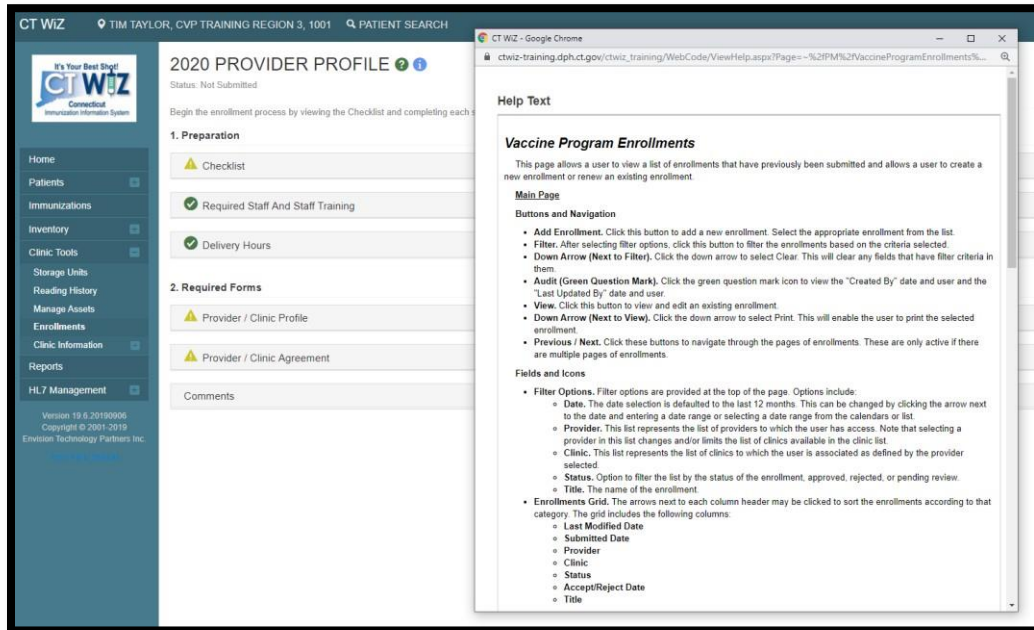 CT WiZ TIM TAYLOR, CVP TRAINING REGION 3, 1001 PATIENT SEARCH
It's Your Best Shot!
CT WiZ
Connecticut
Immunization Information System
Home
Patients
Immunizations
Inventory
Clinic Tools
Storage Units
Reading History
Manage Assets
Enrollments
Clinic Information
Reports
HL7 Management
Version 19.6.20190906
Copyright © 2001-2019
Envision Technology Partners Inc.
2020 PROVIDER PROFILE ? i
Status: Not Submitted
Begin the enrollment process by viewing the Checklist and completing each s
1. Preparation
Checklist
Required Staff And Staff Training
Delivery Hours
2. Required Forms
Provider / Clinic Profile
Provider / Clinic Agreement
Comments
CT WiZ - Google Chrome
ctwiz-training.dph.ct.gov/ctwiz_training/WebCode/ViewHelp.aspx?Page=~%2fPM%2fVaccineProgramEnrollments%...
Help Text
Vaccine Program Enrollments
This page allows a user to view a list of enrollments that have previously been submitted and allows a user to create a
new enrollment or renew an existing enrollment.
Main Page
Buttons and Navigation
• Add Enrollment. Click this button to add a new enrollment. Select the appropriate enrollment from the list.
• Filter. After selecting filter options, click this button to filter the enrollments based on the criteria selected.
• Down Arrow (Next to Filter). Click the down arrow to select Clear. This will clear any fields that have filter criteria in
them.
• Audit (Green Question Mark). Click the green question mark icon to view the "Created By" date and user and the
"Last Updated By" date and user.
• View. Click this button to view and edit an existing enrollment.
• Down Arrow (Next to View). Click the down arrow to select Print. This will enable the user to print the selected
enrollment.
• Previous / Next. Click these buttons to navigate through the pages of enrollments. These are only active if there
are multiple pages of enrollments.
Fields and Icons
• Filter Options. Filter options are provided at the top of the page. Options include:
○ Date. The date selection is defaulted to the last 12 months. This can be changed by clicking the arrow next
to the date and entering a date range or selecting a date range from the calendars or list.
○ Provider. This list represents the list of providers to which the user has access. Note that selecting a
provider in this list changes and/or limits the list of clinics available in the clinic list.
○ Clinic. This list represents the list of clinics to which the user is associated as defined by the provider
selected.
○ Status. Option to filter the list by the status of the enrollment, approved, rejected, or pending review.
○ Title. The name of the enrollment.
• Enrollments Grid. The arrows next to each column header may be clicked to sort the enrollments according to that
category. The grid includes the following columns:
○ Last Modified Date
○ Submitted Date
○ Provider
○ Clinic
○ Status
○ Accept/Reject Date
○ Title